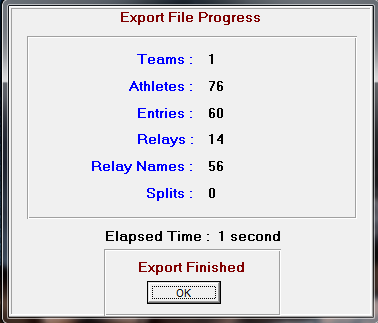 Export File Progress
Teams : 1
Athletes : 76
Entries : 60
Relays : 14
Relay Names : 56
Splits : 0
Elapsed Time : 1 second
Export Finished
OK